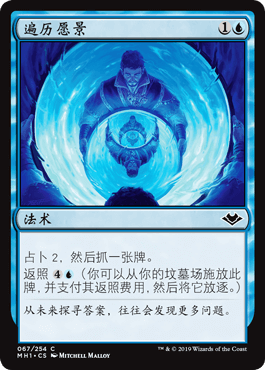 遍历愿景 1
法术
占卜 2，然后抓一张牌。
返照 4（你可以从你的坟墓场施放此
牌，并支付其返照费用，然后将它放逐。）
从未来探寻答案，往往会发现更多问题。
067/254 C
MH1 • CS MITCHELL MALLOY
™ & © 2019 Wizards of the Coast